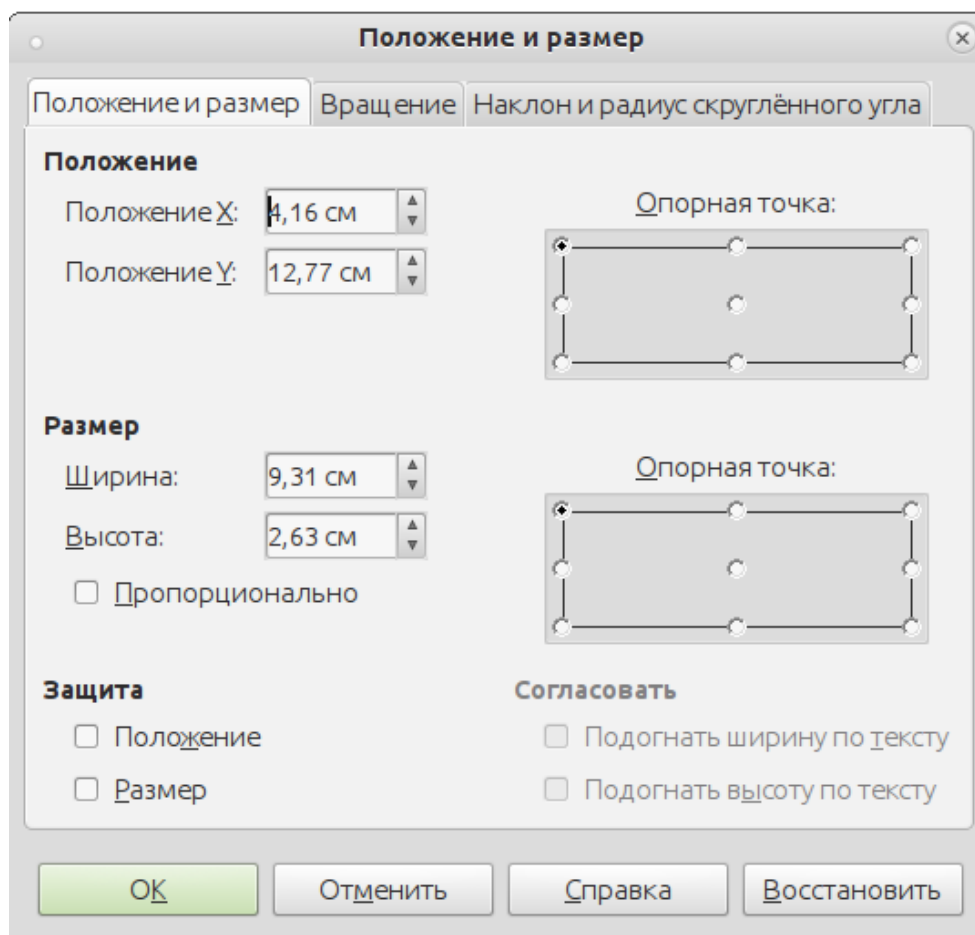 Положение и размер
Положение и размер Вращение Наклон и радиус скруглённого угла
Положение
Положение X: 4,16 см
Опорная точка:
Положение Y: 12,77 см
Размер
Ширина: 9,31 см
Опорная точка:
Высота: 2,63 см
Пропорционально
Защита Согласовать
Положение Подогнать ширину по тексту
Размер Подогнать высоту по тексту
OK Отменить Справка Восстановить